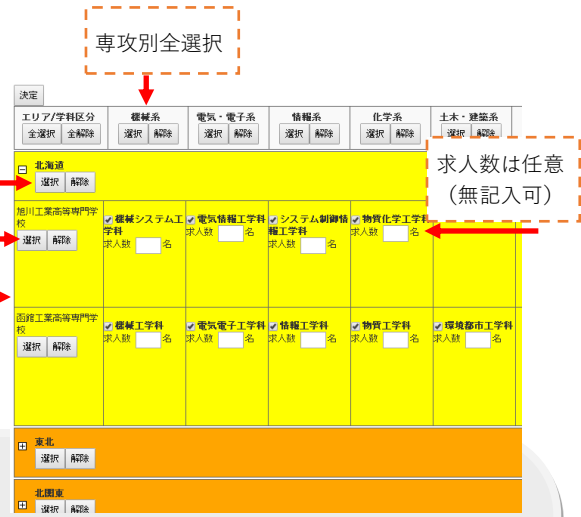 専攻別全選択
決定
エリア/学科区分 機械系 電気・電子系 情報系 化学系 土木・建築系
全選択 全解除 選択 解除 選択 解除 選択 解除 選択 解除 選択 解除
求人数は任意
（無記入可）
北海道
選択 解除
旭川工業高等専門学
校
選択 解除
機械システム工
学科
求人数 名
電気情報工学科
求人数 名
システム制御情
報工学科
求人数 名
物質化学工学科
求人数 名
函館工業高等専門学
校
選択 解除
機械工学科
求人数 名
電気電子工学科
求人数 名
情報工学科
求人数 名
物質工学科
求人数 名
環境都市工学科
求人数 名
東北
選択 解除
北関東
選択 解除